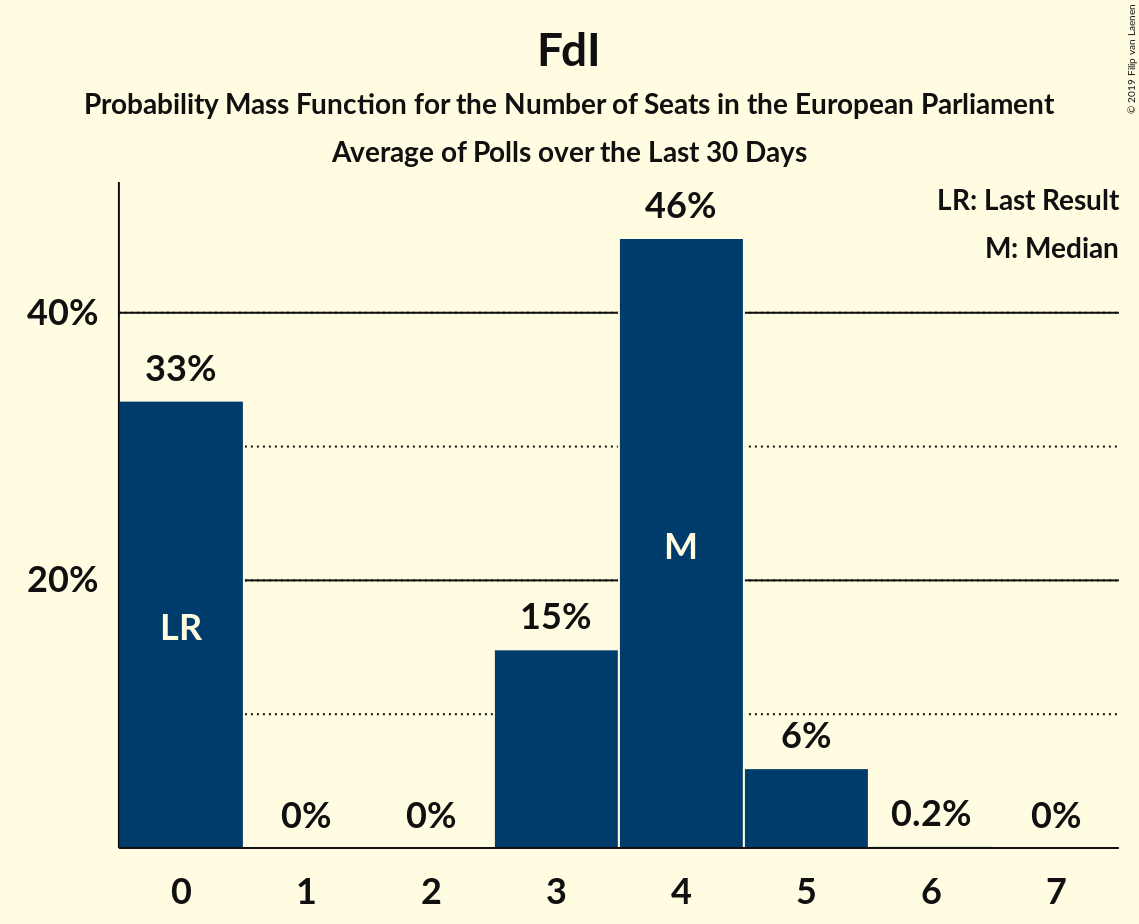 FdI
Probability Mass Function for the Number of Seats in the European Parliament
Average of Polls over the Last 30 Days
© 2019 Filip van Laenen
LR: Last Result
M: Median
46%
40%
33%
M
20%
15%
LR
6%
0%
0%
0.2%
0%
0 1 2 3 4 5 6 7